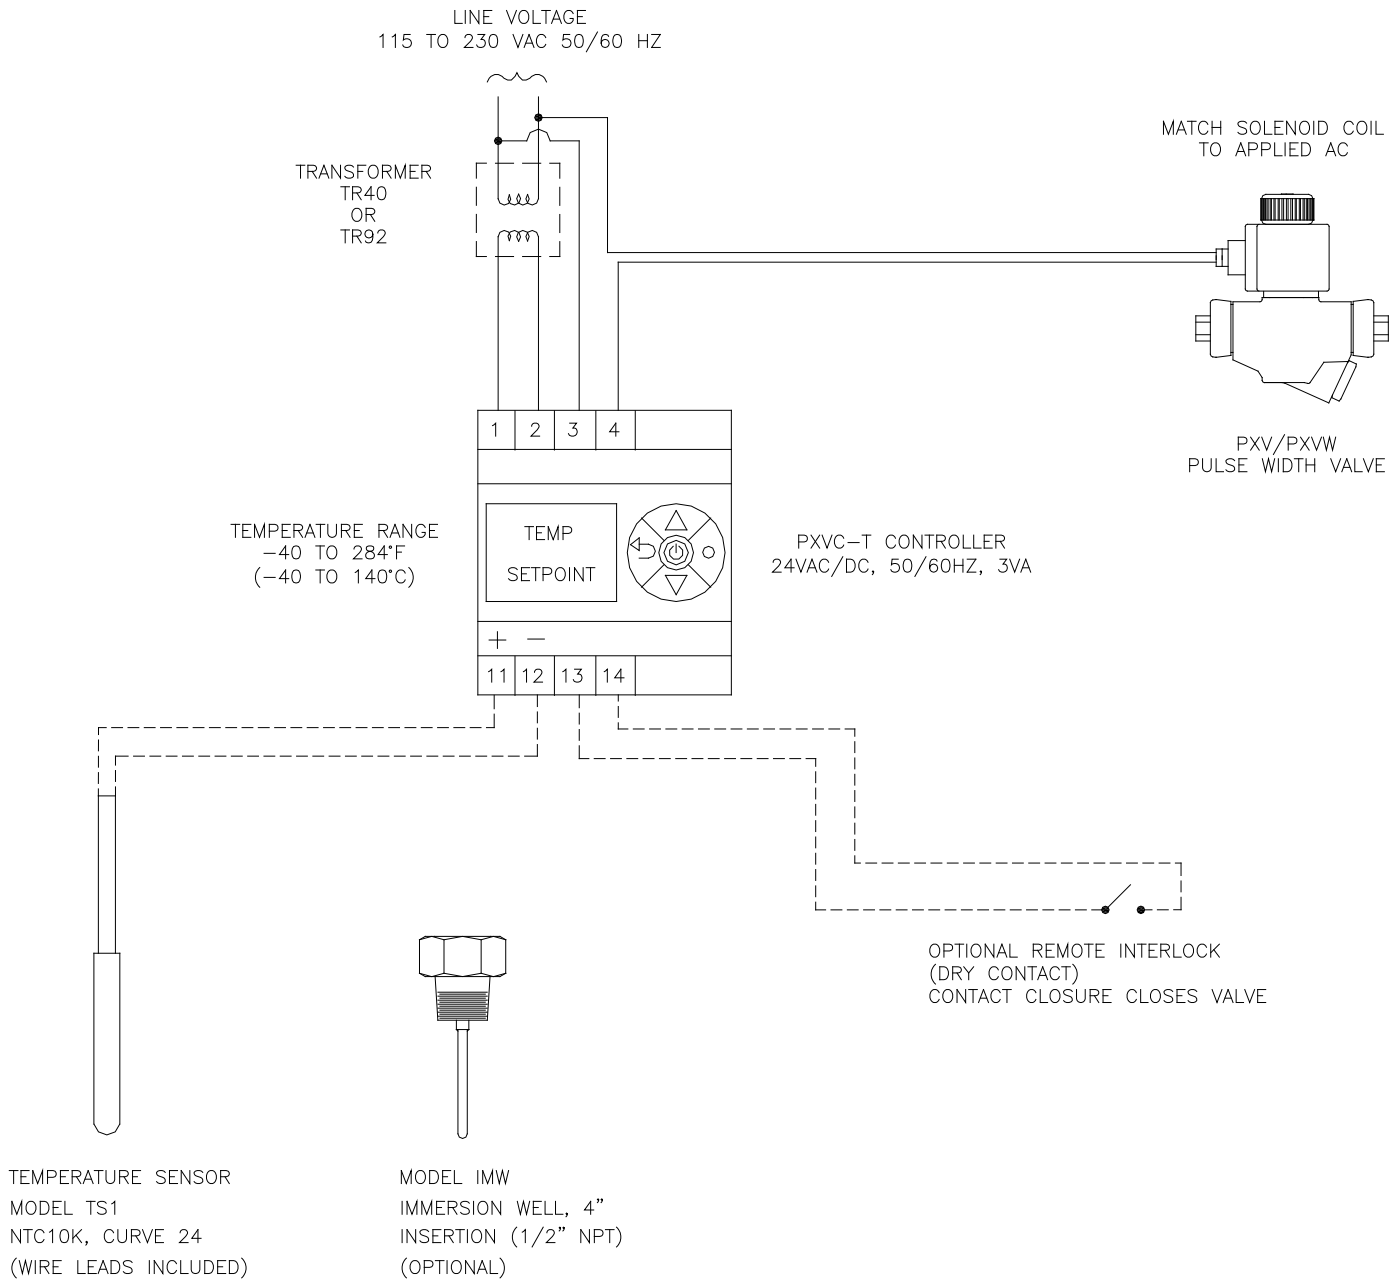 LINE VOLTAGE
115 TO 230 VAC 50/60 HZ
MATCH SOLENOID COIL
TO APPLIED AC
TRANSFORMER
TR40
OR
TR92
1 2 3 4
PXV/PXVW
PULSE WIDTH VALVE
TEMPERATURE RANGE
−40 TO 284°F
(−40 TO 140°C)
TEMP
SETPOINT
PXVC−T CONTROLLER
24VAC/DC, 50/60HZ, 3VA
+ −
11 12 13 14
OPTIONAL REMOTE INTERLOCK
(DRY CONTACT)
CONTACT CLOSURE CLOSES VALVE
TEMPERATURE SENSOR
MODEL TS1
NTC10K, CURVE 24
(WIRE LEADS INCLUDED)
MODEL IMW
IMMERSION WELL, 4”
INSERTION (1/2” NPT)
(OPTIONAL)